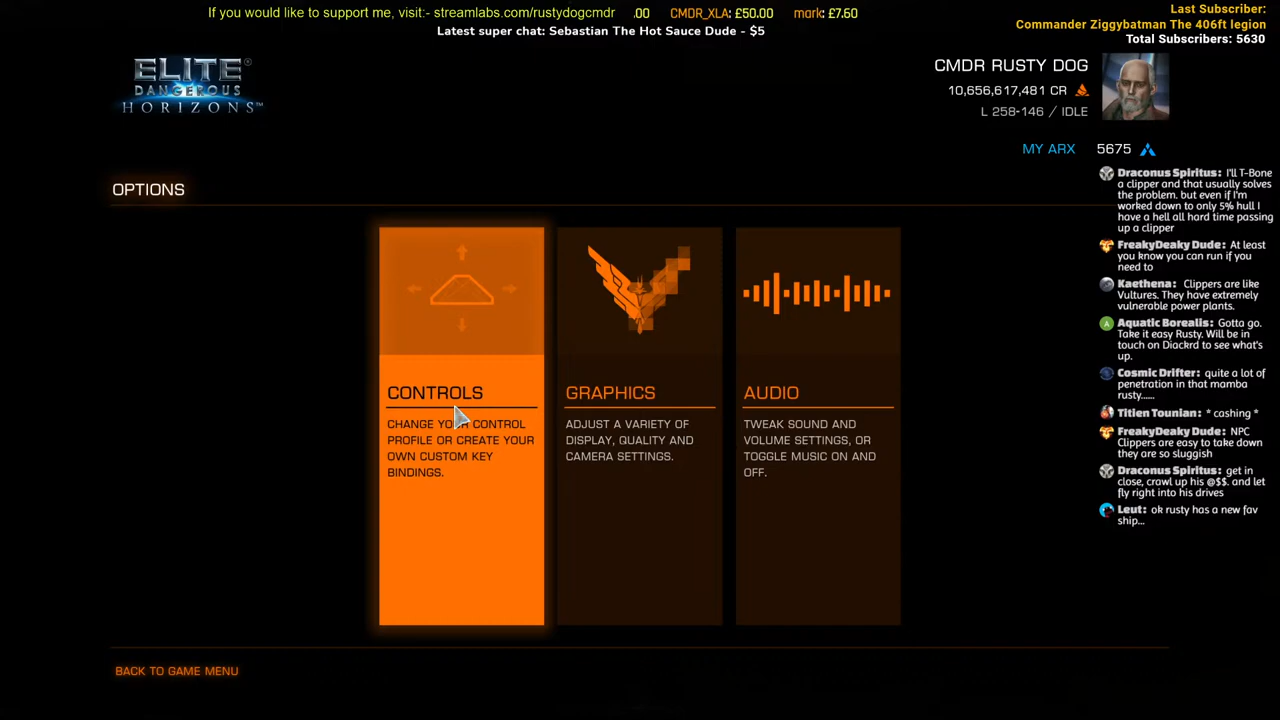 If you would like to support me, visit:- streamlabs.com/rustydogcmdr .00 CMDR_XLA: £50.00 mark: £7.60
Latest super chat: Sebastian The Hot Sauce Dude - $5
Last Subscriber:
Commander Ziggybatman The 406ft legion
Total Subscribers: 5630
ELITE
DANGEROUS
HORIZONS™
CMDR RUSTY DOG
10,656,617,481 CR
L 258-146 / IDLE
MY ARX 5675
OPTIONS
CONTROLS
CHANGE YOUR CONTROL
PROFILE OR CREATE YOUR
OWN CUSTOM KEY
BINDINGS.
GRAPHICS
ADJUST A VARIETY OF
DISPLAY, QUALITY AND
CAMERA SETTINGS.
AUDIO
TWEAK SOUND AND
VOLUME SETTINGS, OR
TOGGLE MUSIC ON AND
OFF.
Draconus Spiritus: I'll T-Bone
a clipper and that usually solves
the problem. but even if I'm
worked down to only 5% hull I
have a hell all hard time passing
up a clipper
FreakyDeaky Dude: At least
you know you can run if you
need to
Kaethena: Clippers are like
Vultures. They have extremely
vulnerable power plants.
A Aquatic Borealis: Gotta go.
Take it easy Rusty. Will be in
touch on Diackrd to see what's
up.
Cosmic Drifter: quite a lot of
penetration in that mamba
rusty......
Titien Tounian: * cashing *
FreakyDeaky Dude: NPC
Clippers are easy to take down
they are so sluggish
Draconus Spiritus: get in
close, crawl up his @$$. and let
fly right into his drives
Leut: ok rusty has a new fav
ship...
BACK TO GAME MENU